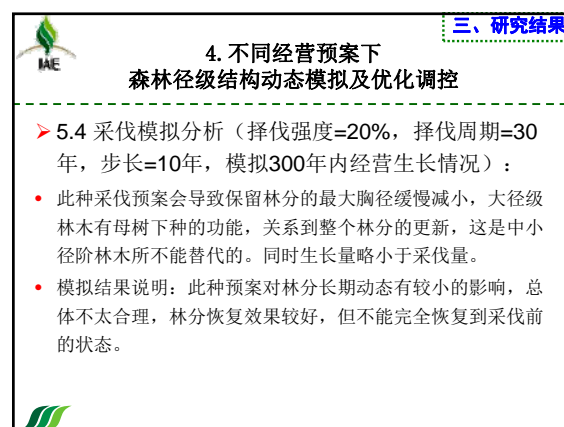 三、研究结果
IAE
4.不同经营预案下
森林径级结构动态模拟及优化调控
5.4 采伐模拟分析（择伐强度=20%，择伐周期=30
年，步长=10年，模拟300年内经营生长情况）：
此种采伐预案会导致保留林分的最大胸径缓慢减小，大径级
林木有母树下种的功能，关系到整个林分的更新，这是中小
径阶林木所不能替代的。同时生长量略小于采伐量。
模拟结果说明：此种预案对林分长期动态有较小的影响，总
体不太合理，林分恢复效果较好，但不能完全恢复到采伐前
的状态。